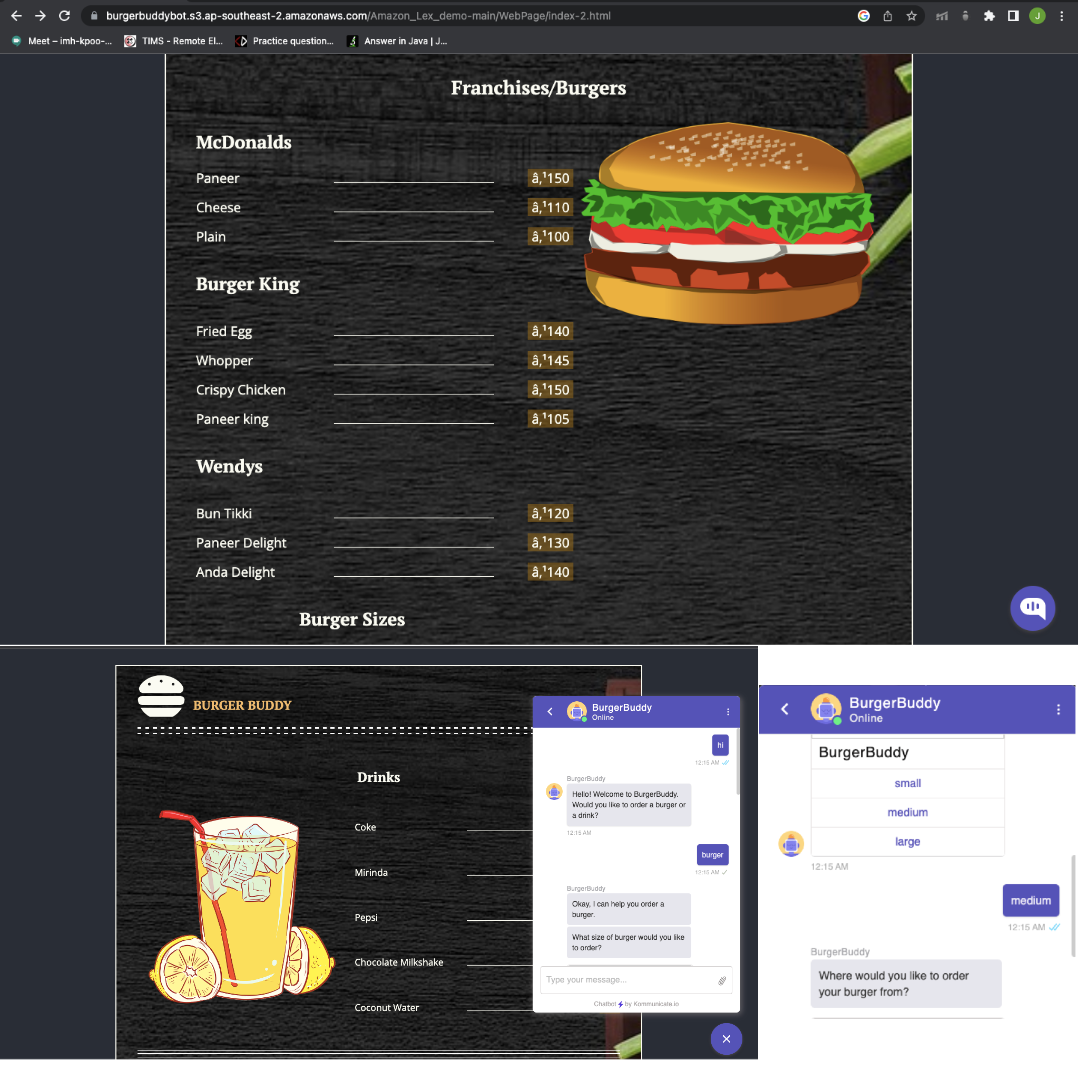 burgerbuddybot.s3.ap-southeast-2.amazonaws.com/Amazon_Lex_demo-main/WebPage/index-2.html
J
Meet – imh-kpoo-...
TIMS - Remote El...
Practice question...
Answer in Java | J...
Franchises/Burgers
McDonalds
Paneer â‚¹150
Cheese â‚¹110
Plain â‚¹100
Burger King
Fried Egg â‚¹140
Whopper â‚¹145
Crispy Chicken â‚¹150
Paneer king â‚¹105
Wendys
Bun Tikki â‚¹120
Paneer Delight â‚¹130
Anda Delight â‚¹140
Burger Sizes
BURGER BUDDY
Drinks
Coke
Mirinda
Pepsi
Chocolate Milkshake
Coconut Water
BurgerBuddy
Online
hi
12:15 AM
BurgerBuddy
Hello! Welcome to BurgerBuddy.
Would you like to order a burger or
a drink?
12:15 AM
burger
12:15 AM
BurgerBuddy
Okay, I can help you order a
burger.
What size of burger would you like
to order?
Type your message...
Chatbot ⚡ by Kommunicate.io
BurgerBuddy
Online
BurgerBuddy
small
medium
large
12:15 AM
medium
12:15 AM
BurgerBuddy
Where would you like to order
your burger from?